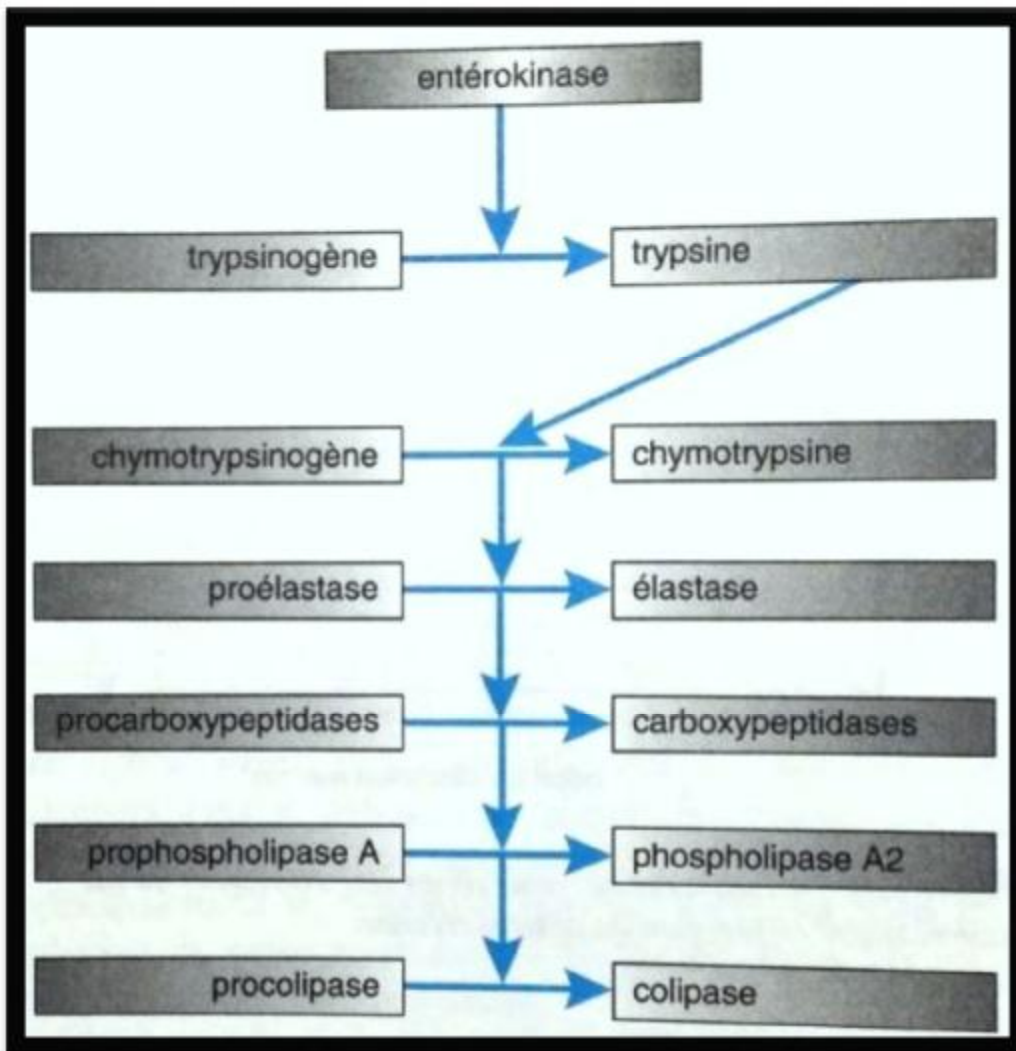 entérokinase
trypsinogène
trypsine
chymotrypsinogène
chymotrypsine
proélastase
élastase
procarboxypeptidases
carboxypeptidases
prophospholipase A
phospholipase A2
procolipase
colipase